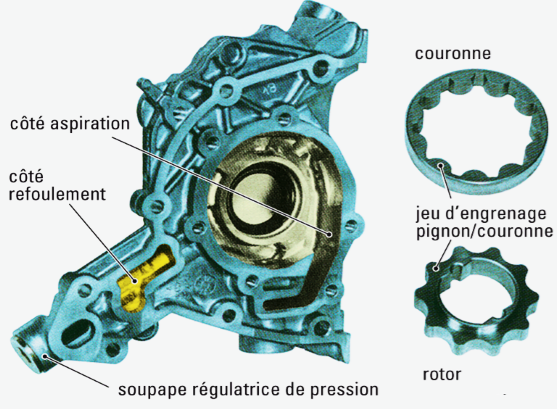 couronne
côté aspiration
côté
refoulement
jeu d'engrenage
pignon/couronne
rotor
soupape régulatrice de pression